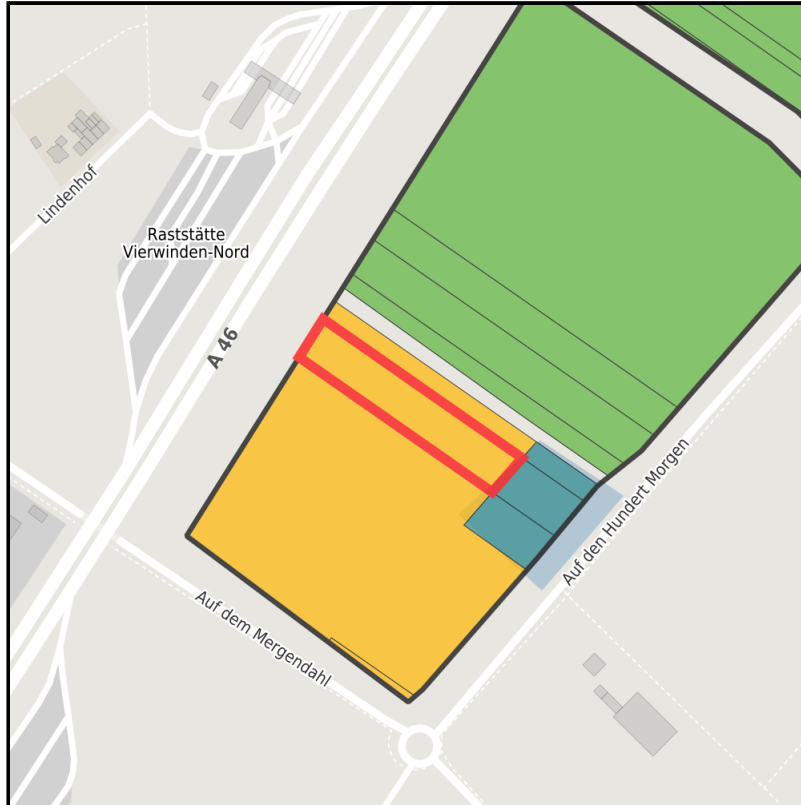 Lindenhof
Raststätte
Vierwinden-Nord
A 46
Auf den Hundert Morgen
Auf dem Mergendahl